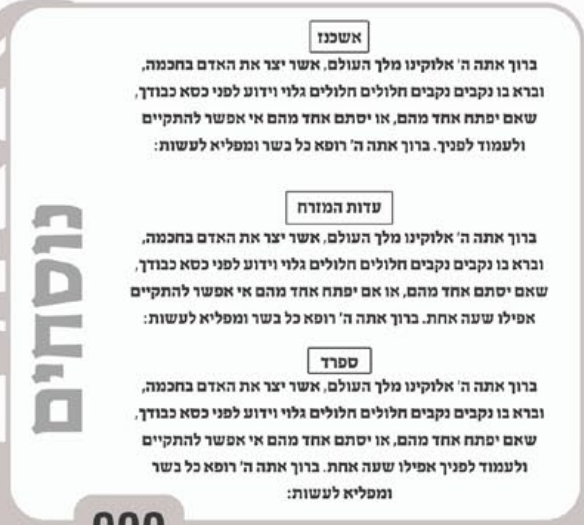 אשכנז
ברוך אתה ה' אלוקינו מלך העולם, אשר יצר את האדם בחכמה,
וברא בו נקבים נקבים חלולים חלולים גלוי וידוע לפני כסא כבודך,
שאם יפתח אחד מהם, או יסתם אחד מהם אי אפשר להתקיים
ולעמוד לפניך. ברוך אתה ה' רופא כל בשר ומפליא לעשות:
עדות המזרח
ברוך אתה ה' אלוקינו מלך העולם, אשר יצר את האדם בחכמה,
וברא בו נקבים נקבים חלולים חלולים גלוי וידוע לפני כסא כבודך,
שאם יסתם אחד מהם, או אם יפתח אחד מהם אי אפשר להתקיים
אפילו שעה אחת. ברוך אתה ה' רופא כל בשר ומפליא לעשות:
ספרד
ברוך אתה ה' אלוקינו מלך העולם, אשר יצר את האדם בחכמה,
וברא בו נקבים נקבים חלולים חלולים גלוי וידוע לפני כסא כבודך,
שאם יפתח אחד מהם, או יסתם אחד מהם אי אפשר להתקיים
ולעמוד לפניך אפילו שעה אחת. ברוך אתה ה' רופא כל בשר
ומפליא לעשות:
נוסחים